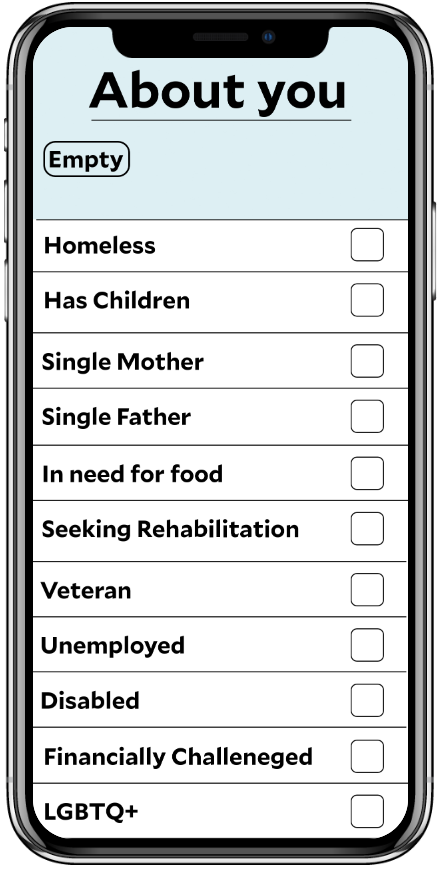 About you
Empty
Homeless
Has Children
Single Mother
Single Father
In need for food
Seeking Rehabilitation
Veteran
Unemployed
Disabled
Financially Challeneged
LGBTQ+